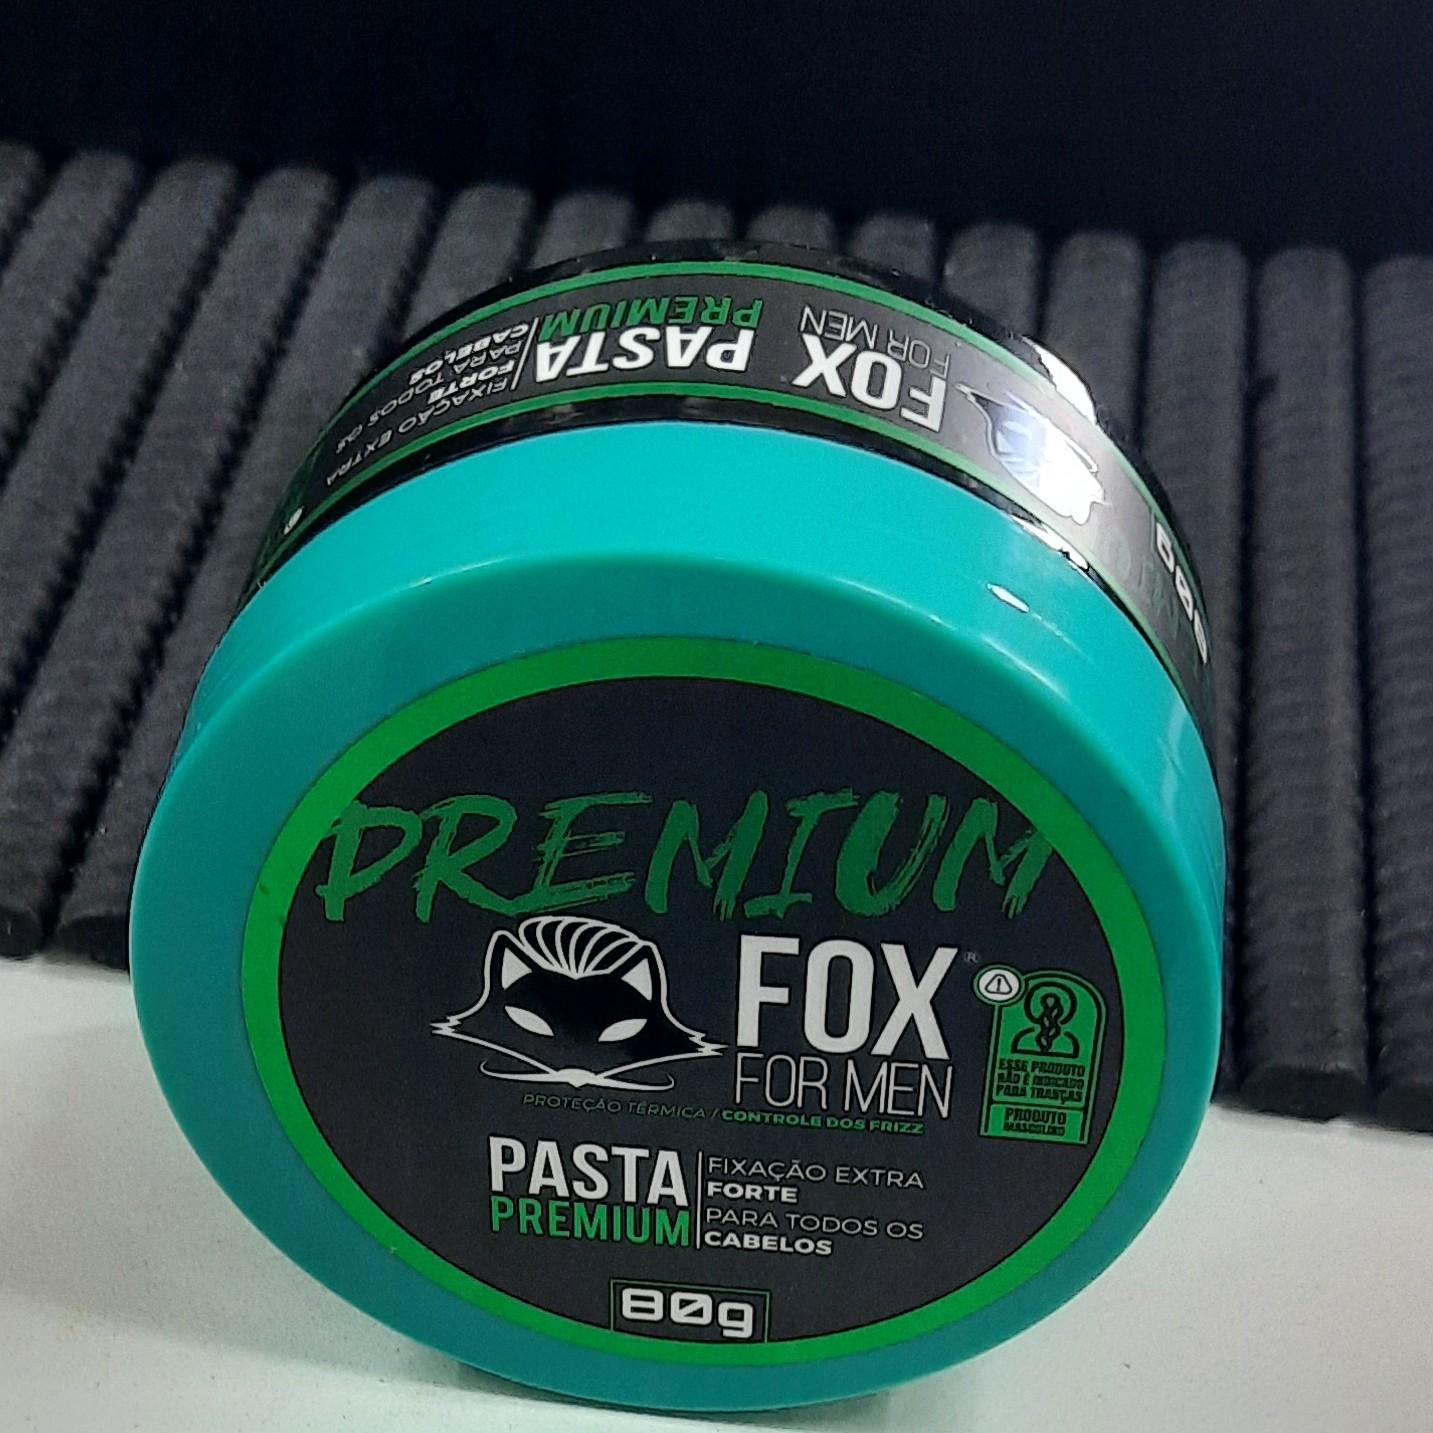 PREMIUM
FOX®
FOR MEN
PROTEÇÃO TÉRMICA / CONTROLE DOS FRIZZ
ESSE PRODUTO
NÃO É INDICADO
PARA TRANÇAS
PRODUTO
MASCULINO
PASTA
PREMIUM
FIXAÇÃO EXTRA
FORTE
PARA TODOS OS
CABELOS
80g
FOX
FOR MEN
PASTA
PREMIUM
FIXAÇÃO EXTRA
FORTE
PARA TODOS OS
CABELOS
80g